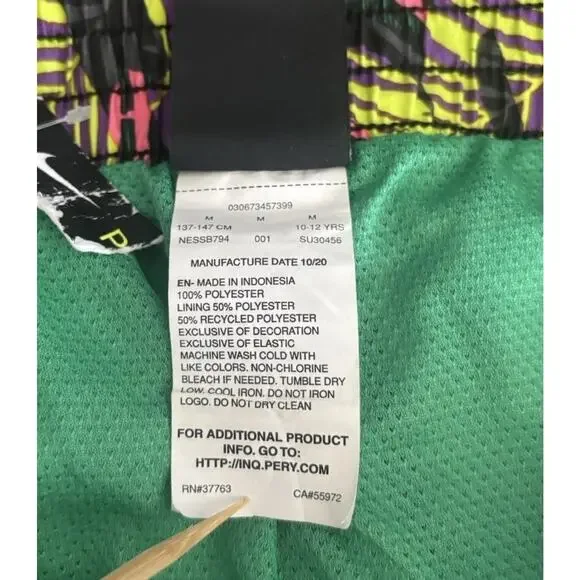 030673457399
M M M
137-147 CM 10-12 YRS
NESSB794 001 SU30456
MANUFACTURE DATE 10/20
EN- MADE IN INDONESIA
100% POLYESTER
LINING 50% POLYESTER
50% RECYCLED POLYESTER
EXCLUSIVE OF DECORATION
EXCLUSIVE OF ELASTIC
MACHINE WASH COLD WITH
LIKE COLORS. NON-CHLORINE
BLEACH IF NEEDED. TUMBLE DRY
LOW. COOL IRON. DO NOT IRON
LOGO. DO NOT DRY CLEAN
FOR ADDITIONAL PRODUCT
INFO. GO TO:
HTTP://INQ.PERY.COM
RN#37763 CA#55972